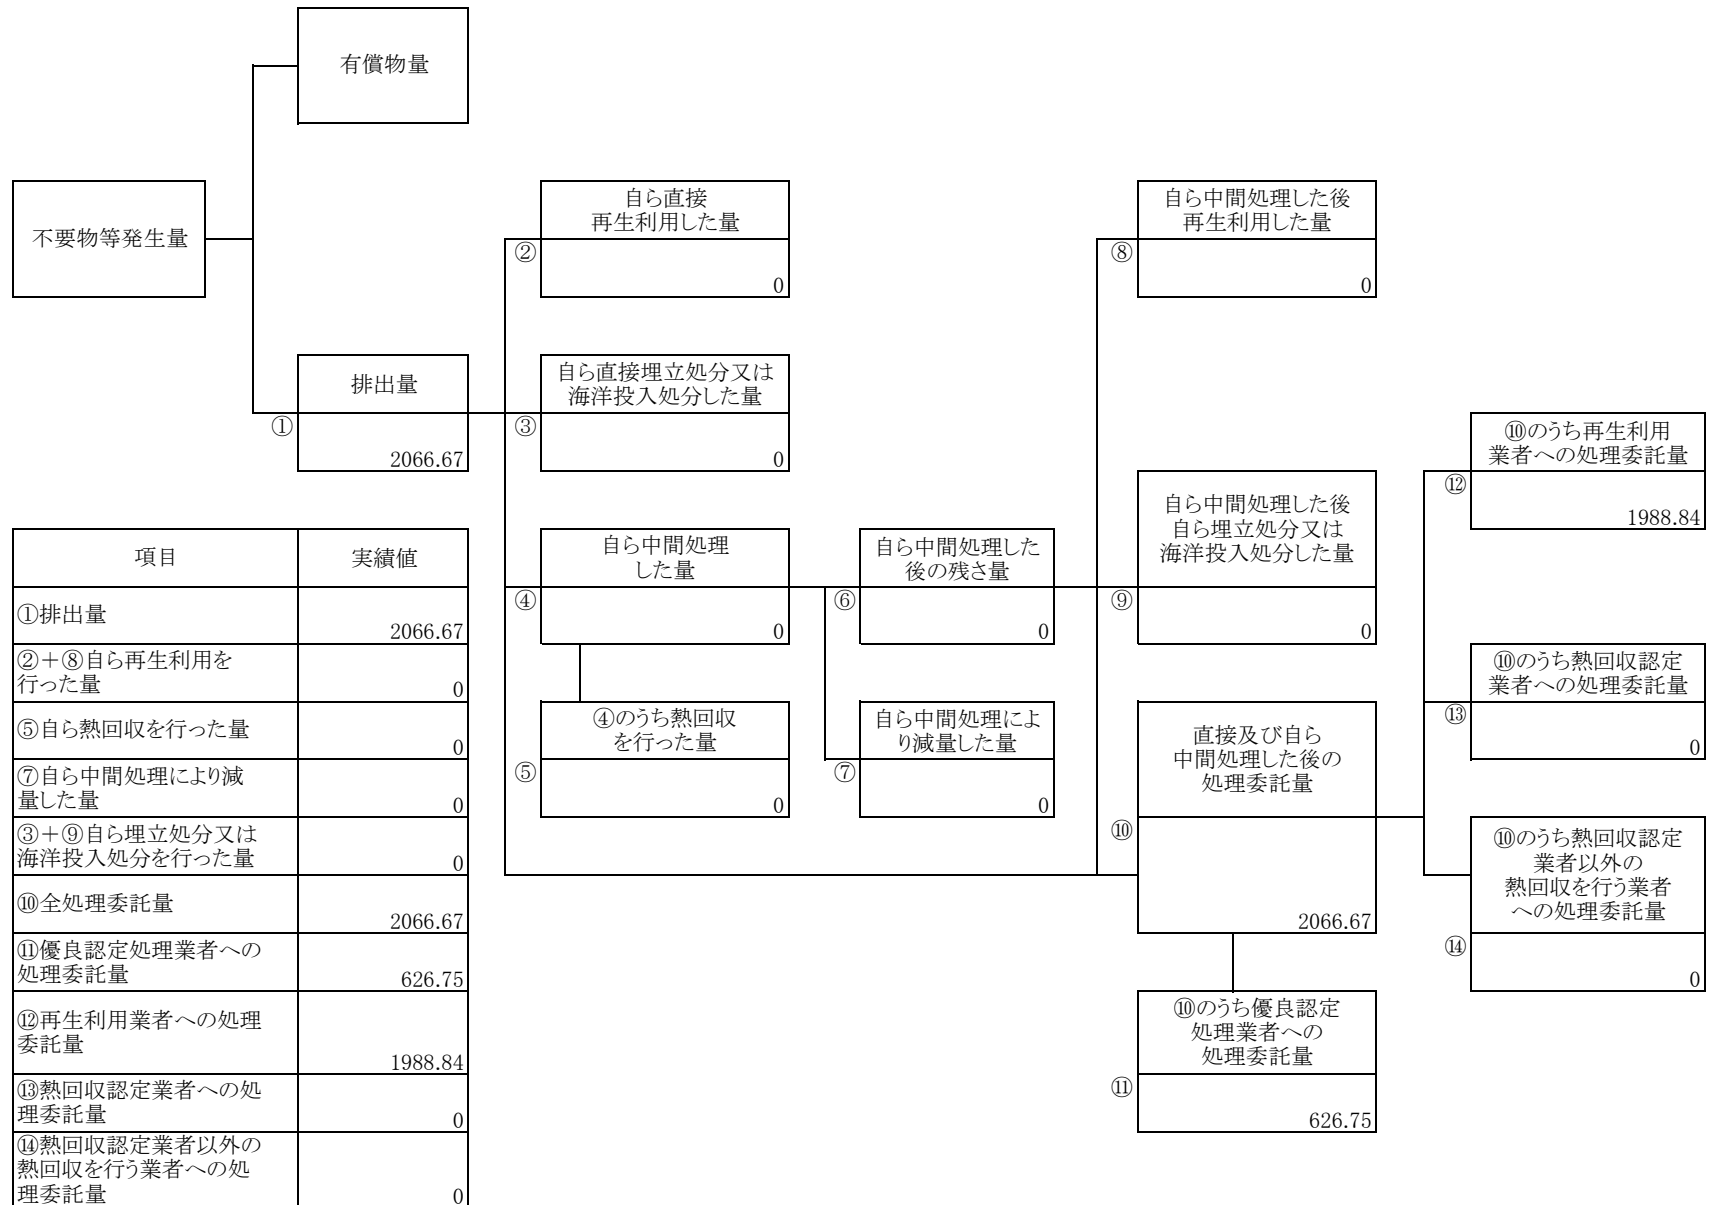 有償物量
不要物等発生量
自ら直接
再生利用した量
②
0
自ら中間処理した後
再生利用した量
⑧
0
排出量
①
2066.67
自ら直接埋立処分又は
海洋投入処分した量
③
0
⑩のうち再生利用
業者への処理委託量
⑫
1988.84
自ら中間処理
した量
④
0
自ら中間処理した
後の残さ量
⑥
0
自ら中間処理した後
自ら埋立処分又は
海洋投入処分した量
⑨
0
⑩のうち熱回収認定
業者への処理委託量
⑬
0
④のうち熱回収
を行った量
⑤
0
自ら中間処理によ
り減量した量
⑦
0
直接及び自ら
中間処理した後の
処理委託量
⑩
2066.67
⑩のうち熱回収認定
業者以外の
熱回収を行う業者
への処理委託量
⑭
0
⑩のうち優良認定
処理業者への
処理委託量
⑪
626.75
項目 実績値
①排出量
2066.67
②+⑧自ら再生利用を
行った量
0
⑤自ら熱回収を行った量
0
⑦自ら中間処理により減
量した量
0
③+⑨自ら埋立処分又は
海洋投入処分を行った量
0
⑩全処理委託量
2066.67
⑪優良認定処理業者への
処理委託量
626.75
⑫再生利用業者への処理
委託量
1988.84
⑬熱回収認定業者への処
理委託量
0
⑭熱回収認定業者以外の
熱回収を行う業者への処
理委託量
0